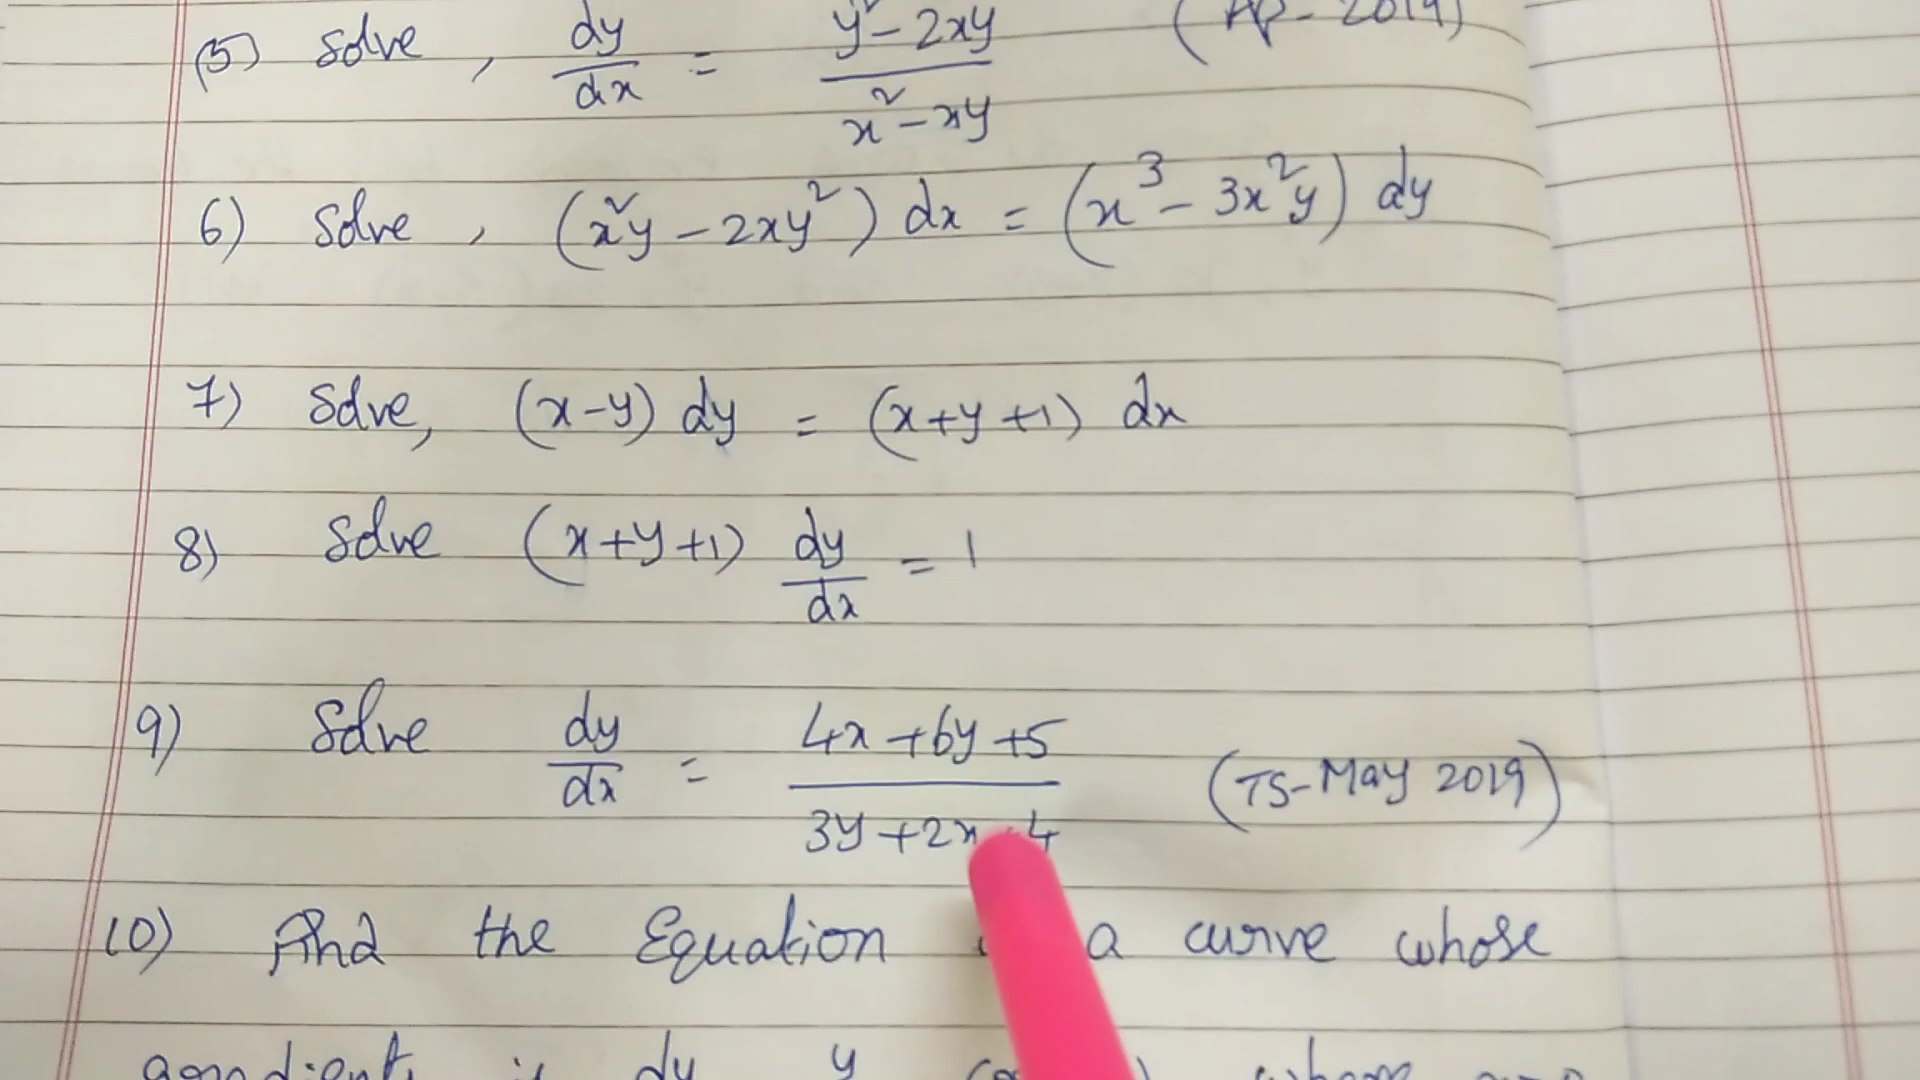 (5) Solve, dy/dx = y² - 2xy / x² - xy (AP - 2019)
6) Solve, (x²y - 2xy²) dx = (x³ - 3x²y) dy
7) Solve, (x-y) dy = (x+y+1) dx
8) Solve (x+y+1) dy/dx = 1
9) Solve dy/dx = 4x+6y+5 / 3y+2x 4 (TS-May 2019)
10) Find the Equation a curve whose
dy y